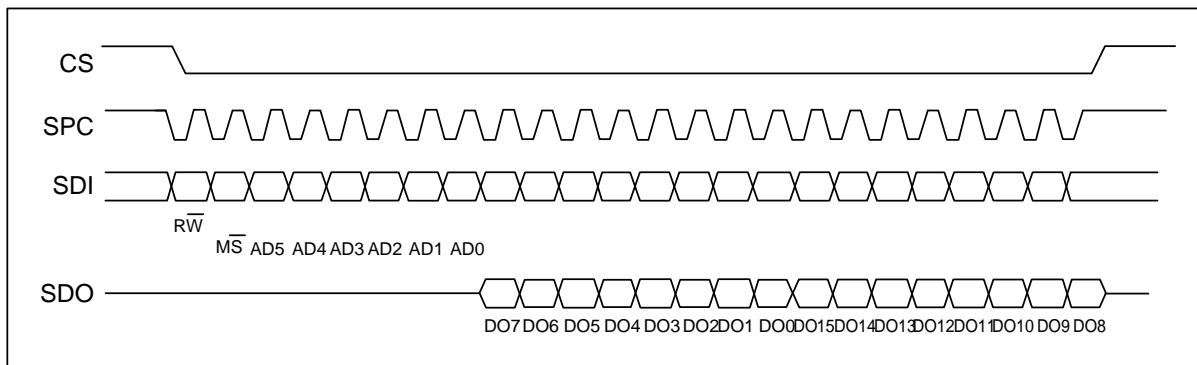 CS
SPC
SDI
RW̅
MS̅ AD5 AD4 AD3 AD2 AD1 AD0
SDO
DO7 DO6 DO5 DO4 DO3 DO2 DO1 DO0 DO15 DO14 DO13 DO12 DO11 DO10 DO9 DO8